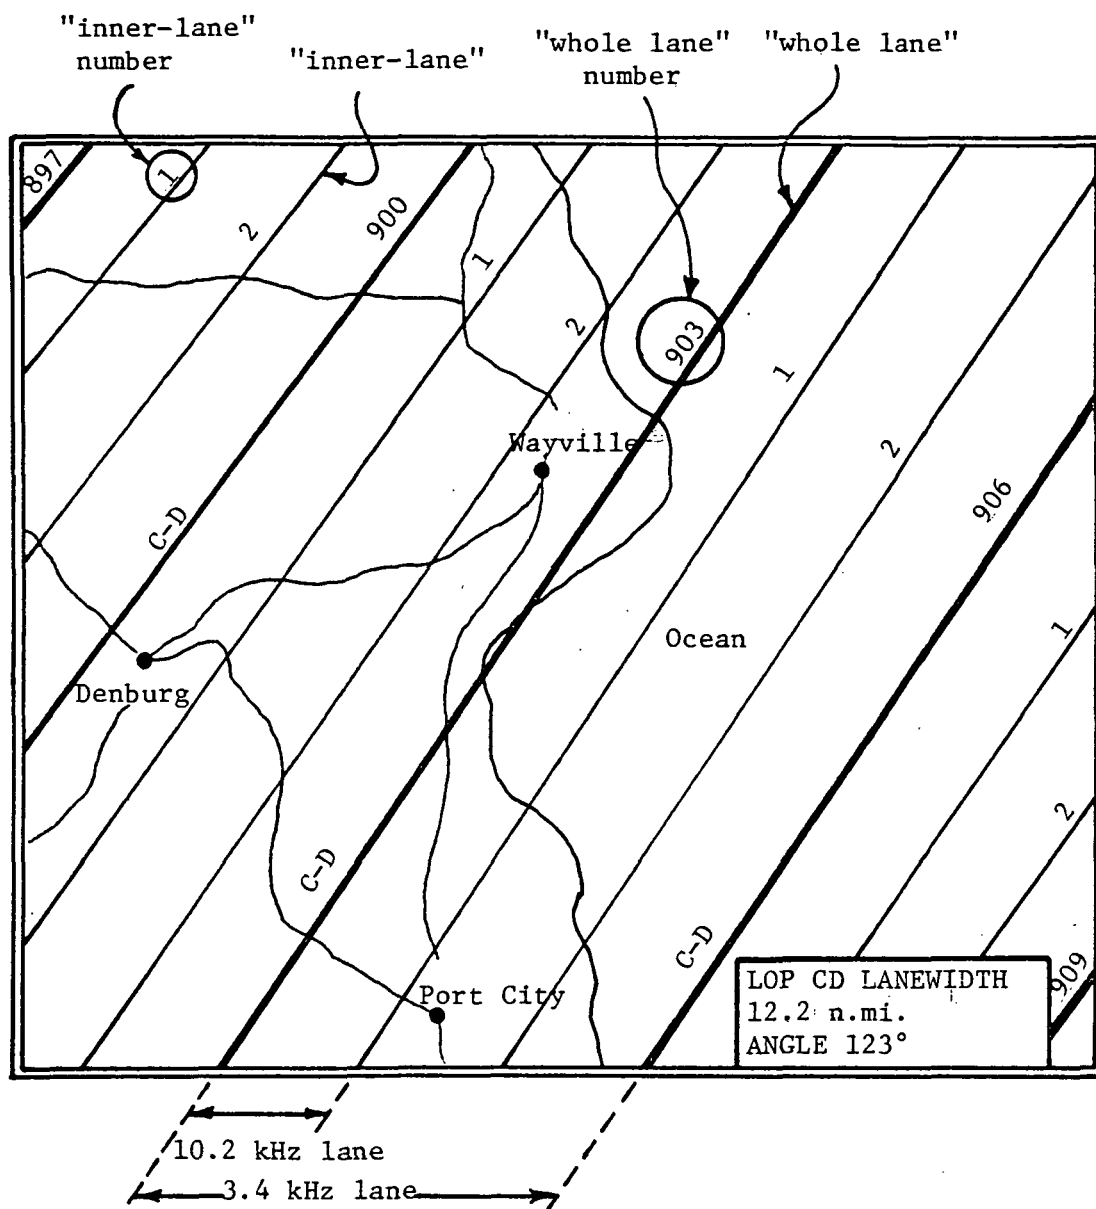 "inner-lane"
number
"inner-lane"
"whole lane"
number
"whole lane"
897
1
2
900
1
2
903
1
2
Wayville
C-D
906
Ocean
1
Denburg
2
C-D
C-D
909
Port City
LOP CD LANEWIDTH
12.2 n.mi.
ANGLE 123°
10.2 kHz lane
3.4 kHz lane